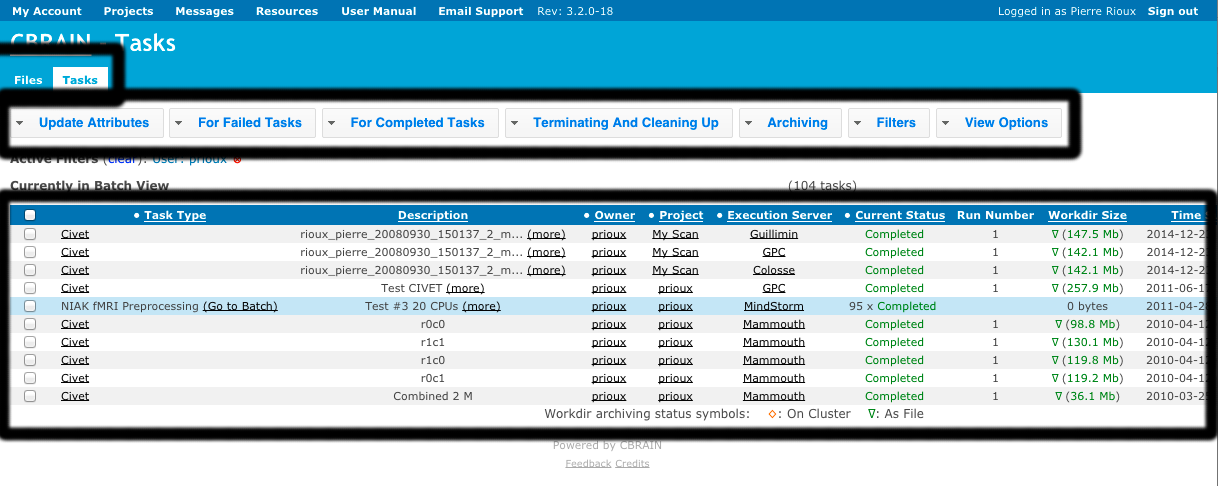 My Account Projects Messages Resources User Manual Email Support Rev: 3.2.0-18 Logged in as Pierre Rioux Sign out
CBRAIN - Tasks
Files Tasks
Update Attributes For Failed Tasks For Completed Tasks Terminating And Cleaning Up Archiving Filters View Options
Active Filters (clear): User: prioux
Currently in Batch View (104 tasks)
• Task Type Description • Owner • Project • Execution Server • Current Status Run Number Workdir Size Time
Civet rioux_pierre_20080930_150137_2_m... (more) prioux My Scan Guillimin Completed 1 ∇ (147.5 Mb) 2014-12-2
Civet rioux_pierre_20080930_150137_2_m... (more) prioux My Scan GPC Completed 1 ∇ (142.1 Mb) 2014-12-2
Civet rioux_pierre_20080930_150137_2_m... (more) prioux My Scan Colosse Completed 1 ∇ (142.1 Mb) 2014-12-2
Civet Test CIVET (more) prioux prioux GPC Completed 1 ∇ (257.9 Mb) 2011-06-1
NIAK fMRI Preprocessing (Go to Batch) Test #3 20 CPUs (more) prioux prioux MindStorm 95 x Completed 0 bytes 2011-04-2
Civet r0c0 prioux prioux Mammouth Completed 1 ∇ (98.8 Mb) 2010-04-1
Civet r1c1 prioux prioux Mammouth Completed 1 ∇ (130.1 Mb) 2010-04-1
Civet r1c0 prioux prioux Mammouth Completed 1 ∇ (119.8 Mb) 2010-04-1
Civet r0c1 prioux prioux Mammouth Completed 1 ∇ (119.2 Mb) 2010-04-1
Civet Combined 2 M prioux prioux Mammouth Completed 1 ∇ (36.1 Mb) 2010-03-2
Workdir archiving status symbols: ◇: On Cluster ∇: As File
Powered by CBRAIN
Feedback Credits